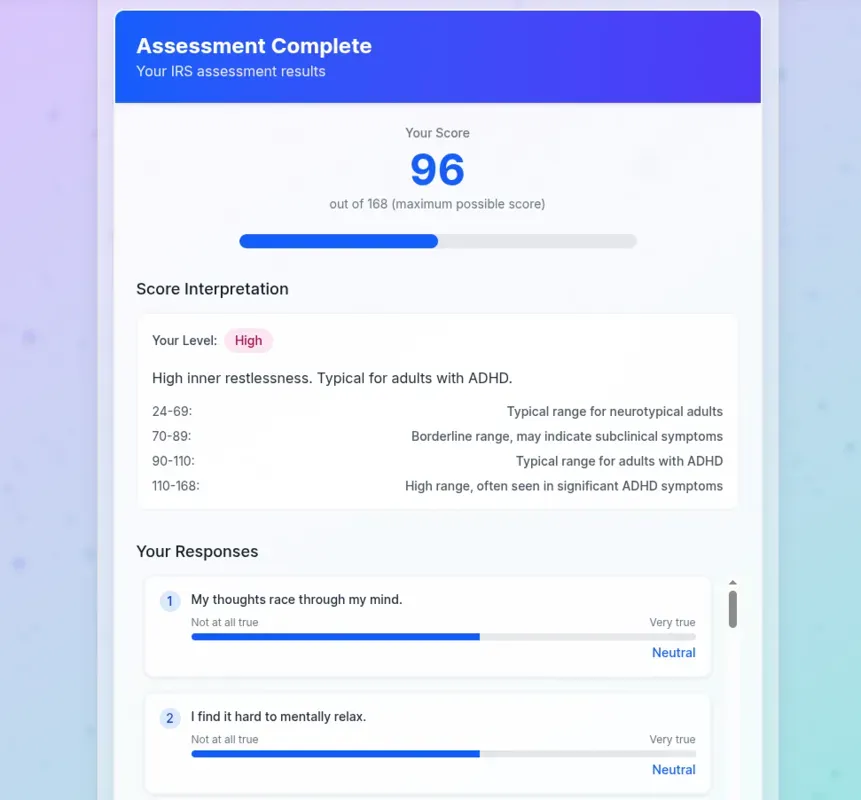 Assessment Complete
Your IRS assessment results
Your Score
96
out of 168 (maximum possible score)
Score Interpretation
Your Level: High
High inner restlessness. Typical for adults with ADHD.
24-69: Typical range for neurotypical adults
70-89: Borderline range, may indicate subclinical symptoms
90-110: Typical range for adults with ADHD
110-168: High range, often seen in significant ADHD symptoms
Your Responses
1 My thoughts race through my mind.
Not at all true Very true
Neutral
2 I find it hard to mentally relax.
Not at all true Very true
Neutral